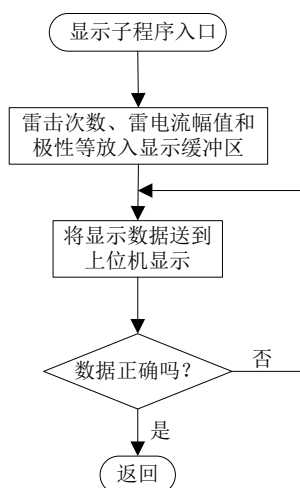 显示子程序入口
雷击次数、雷电流幅值和
极性等放入显示缓冲区
将显示数据送到
上位机显示
数据正确吗?
否
是
返回